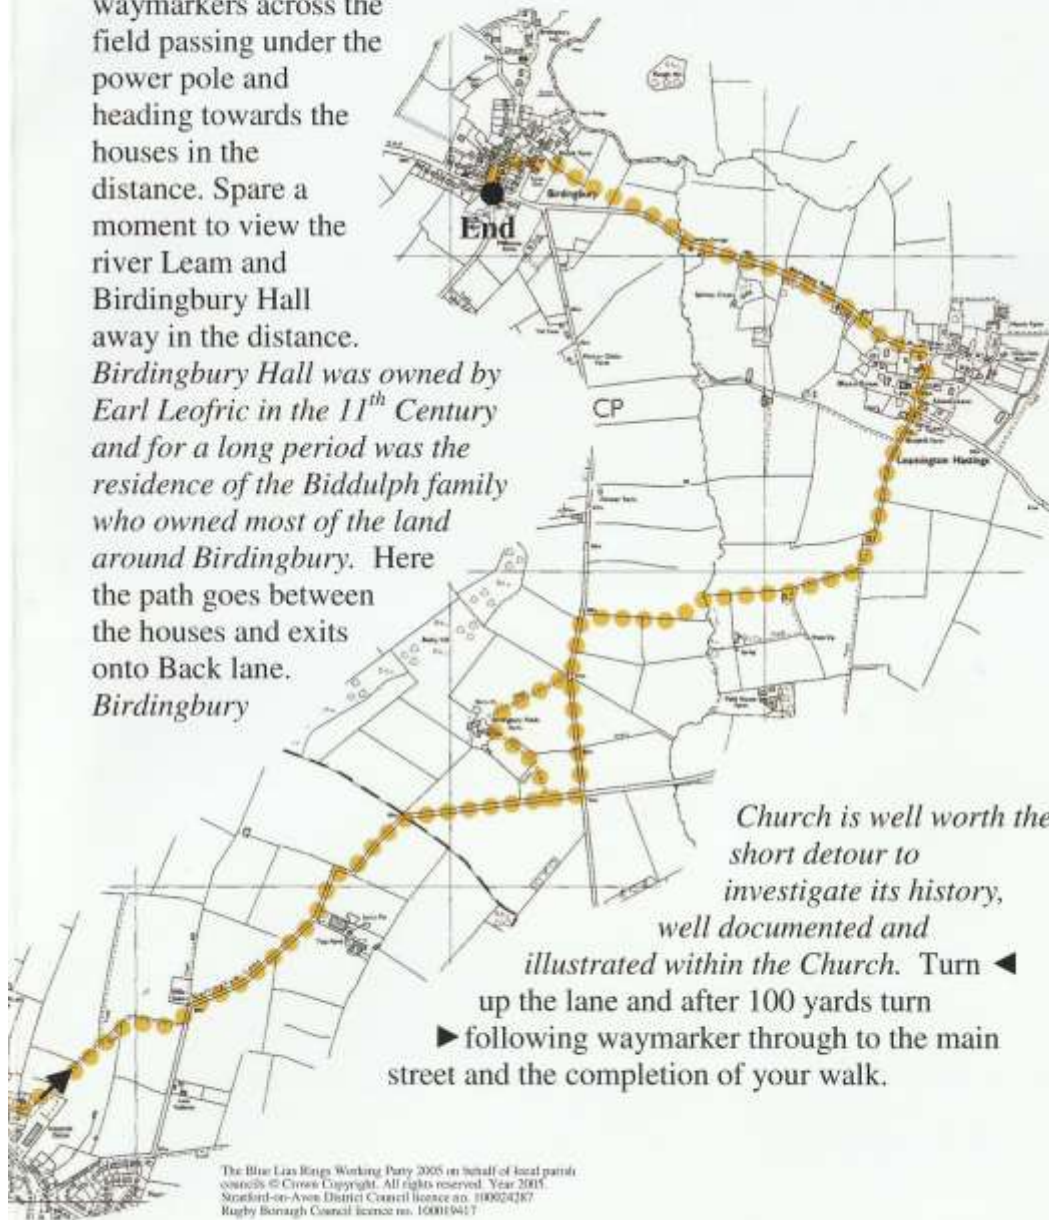 waymarkers across the
field passing under the
power pole and
heading towards the
houses in the
distance. Spare a
moment to view the
river Leam and
Birdingbury Hall
away in the distance.
Birdingbury Hall was owned by
Earl Leofric in the 11th Century
and for a long period was the
residence of the Biddulph family
who owned most of the land
around Birdingbury. Here
the path goes between
the houses and exits
onto Back lane.
Birdingbury
Church is well worth the
short detour to
investigate its history,
well documented and
illustrated within the Church. Turn ◄
up the lane and after 100 yards turn
► following waymarker through to the main
street and the completion of your walk.
Birdingbury
End
CP
Leamington Hastings
The Blue Lias Rings Working Party 2005 on behalf of local parish
councils © Crown Copyright. All rights reserved. Year 2005.
Stratford-on-Avon District Council licence no. 100024287
Rugby Borough Council licence no. 100019417